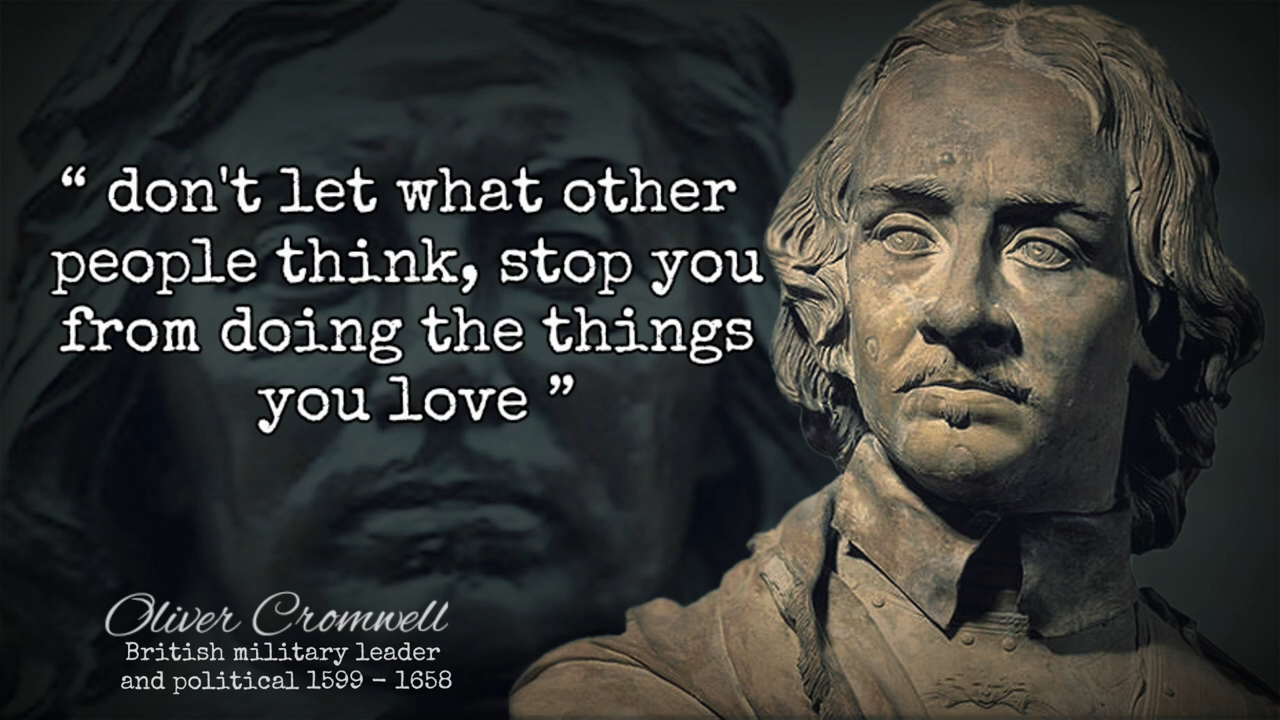 “ don't let what other
people think, stop you
from doing the things
you love ”
Oliver Cromwell
British military leader
and political 1599 - 1658